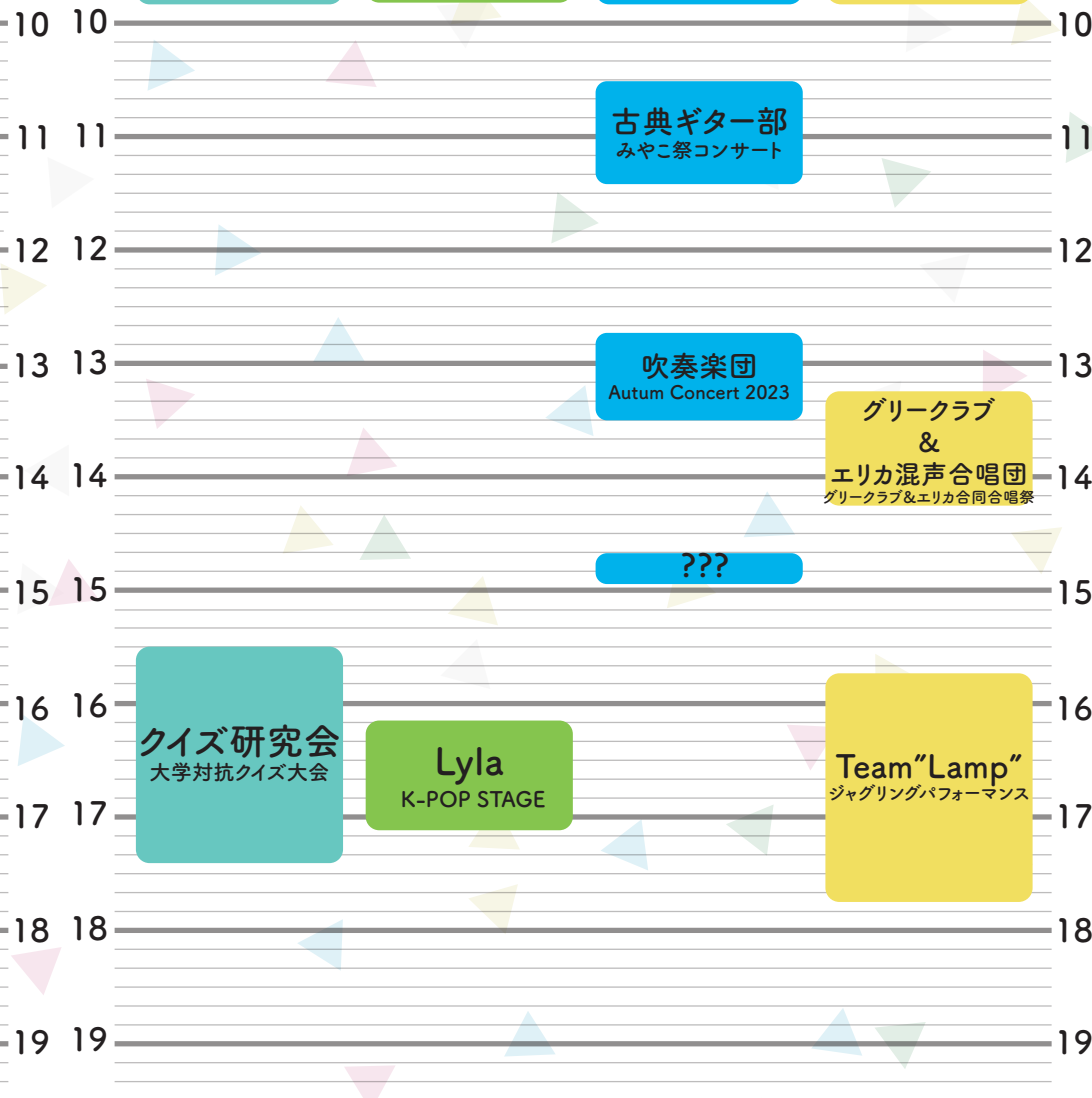 10 10 10
11 11 古典ギター部 11
みやこ祭コンサート
12 12 12
13 13 吹奏楽団 13
Autum Concert 2023
グリークラブ
&
14 14 エリカ混声合唱団 14
グリークラブ&エリカ合同合唱祭
???
15 15 15
16 16 16
クイズ研究会
大学対抗クイズ大会
Lyla
K-POP STAGE
Team"Lamp"
ジャグリングパフォーマンス
17 17 17
18 18 18
19 19 19